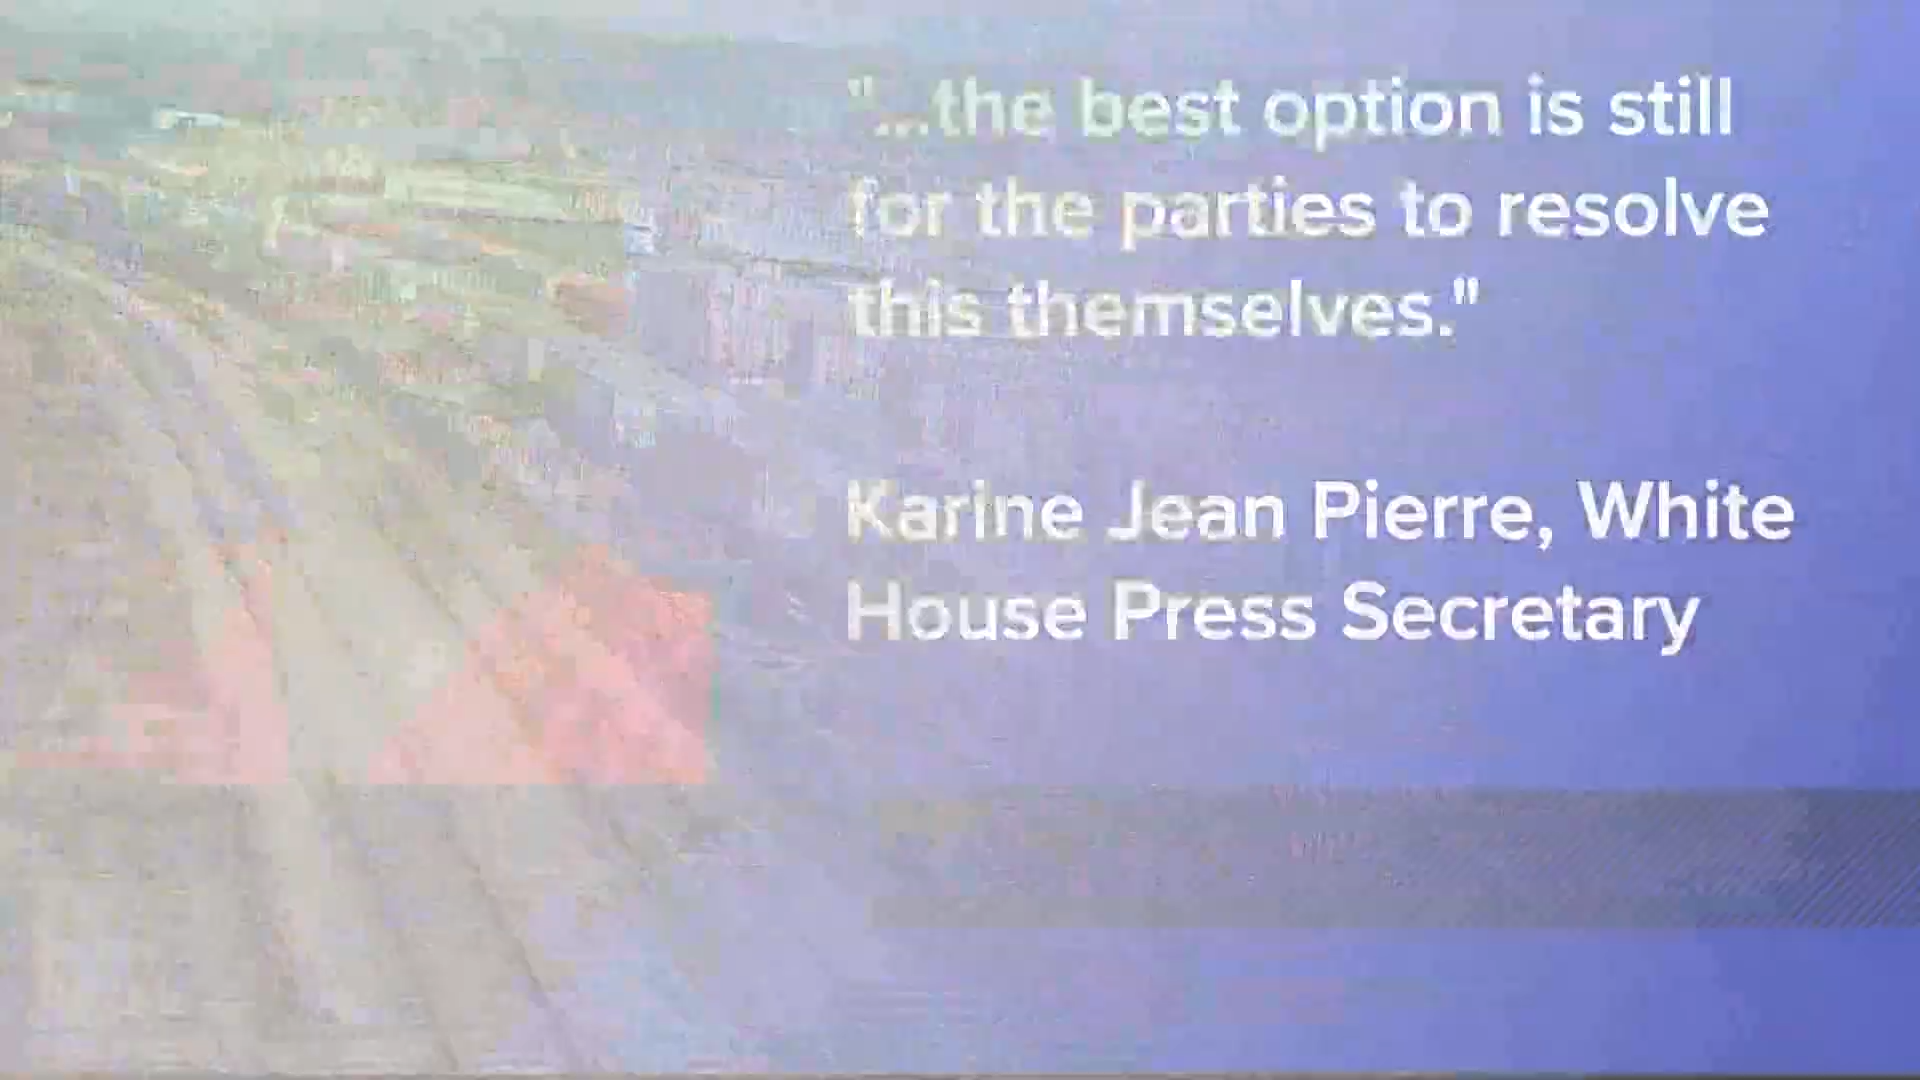 "...the best option is still
for the parties to resolve
this themselves."
Karine Jean Pierre, White
House Press Secretary